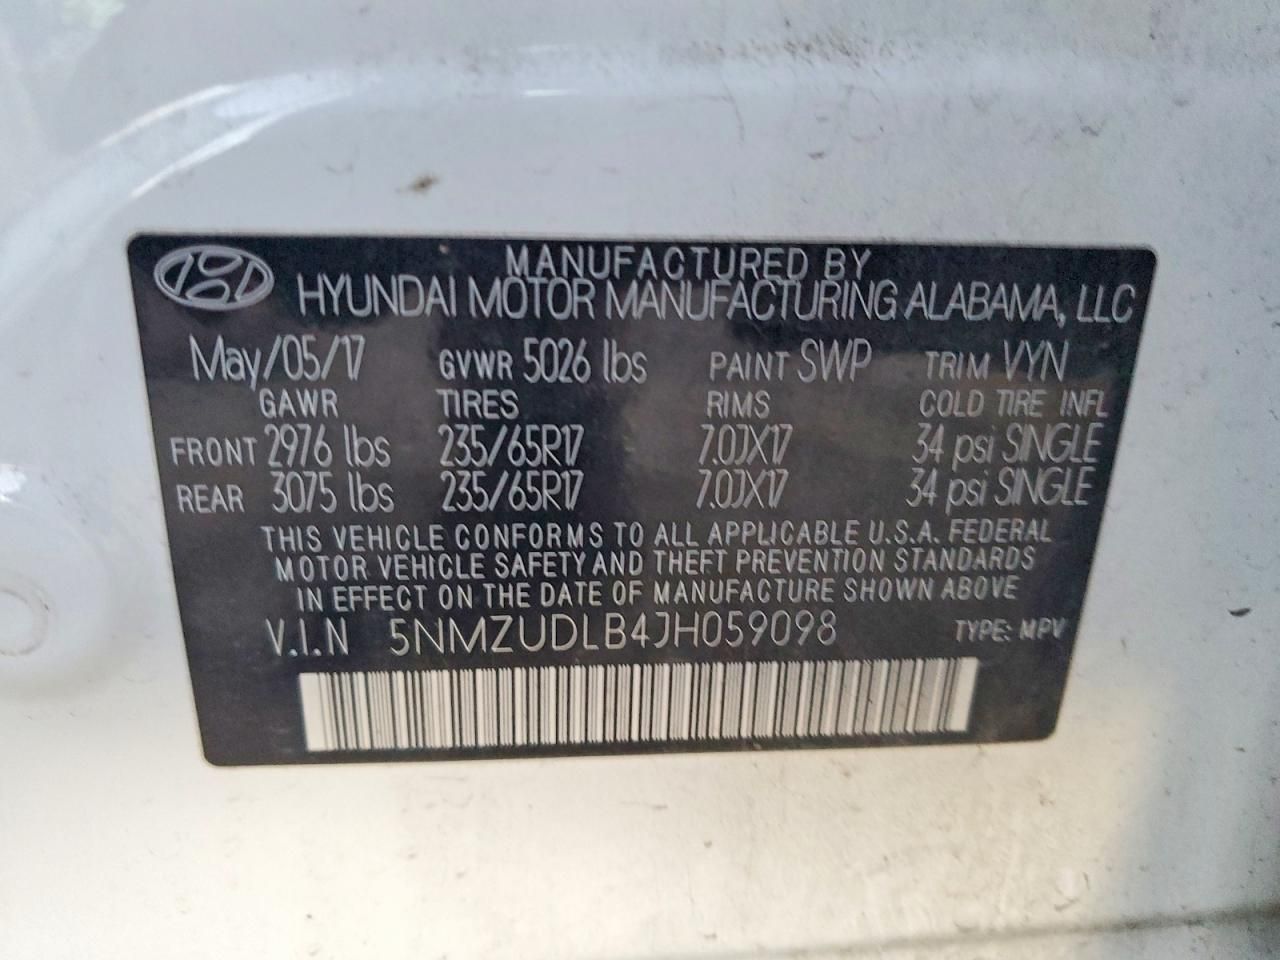 MANUFACTURED BY
HYUNDAI MOTOR MANUFACTURING ALABAMA, LLC
May/05/17 GVWR 5026 lbs PAINT SWP TRIM VYN
GAWR TIRES RIMS COLD TIRE INFL
FRONT 2976 lbs 235/65R17 7.0JX17 34 psi SINGLE
REAR 3075 lbs 235/65R17 7.0JX17 34 psi SINGLE
THIS VEHICLE CONFORMS TO ALL APPLICABLE U.S.A. FEDERAL
MOTOR VEHICLE SAFETY AND THEFT PREVENTION STANDARDS
IN EFFECT ON THE DATE OF MANUFACTURE SHOWN ABOVE
V.I.N 5NMZUDLB4JH059098 TYPE: MPV